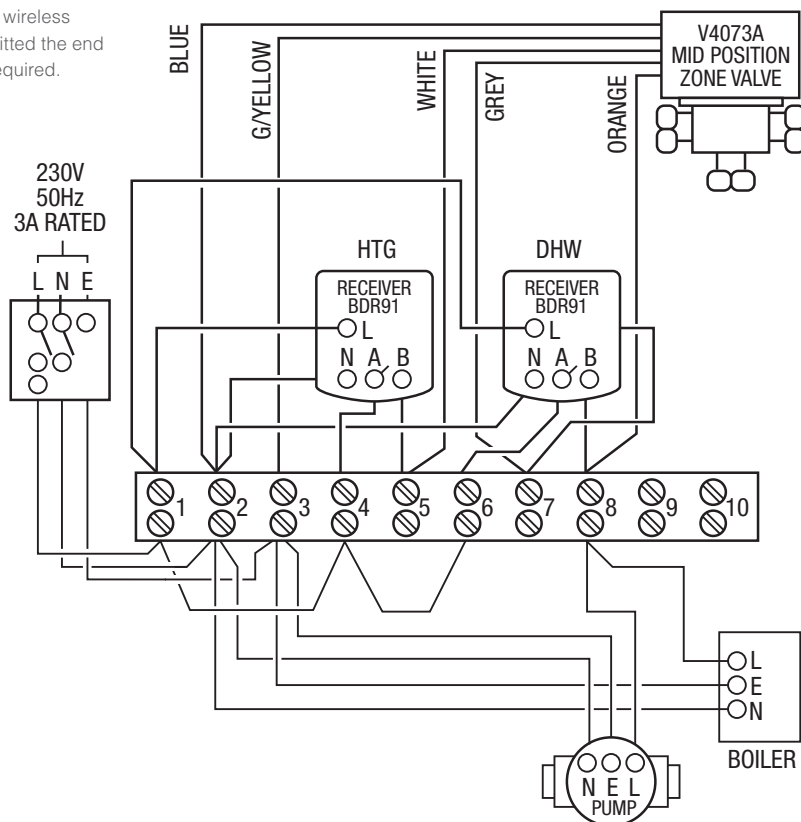 wireless
itted the end
equired.
BLUE
G/YELLOW
WHITE
GREY
ORANGE
V4073A
MID POSITION
ZONE VALVE
230V
50Hz
3A RATED
L N E
HTG
DHW
RECEIVER
BDR91
L
N A B
RECEIVER
BDR91
L
N A B
1 2 3 4 5 6 7 8 9 10
L
E
N
BOILER
N E L
PUMP